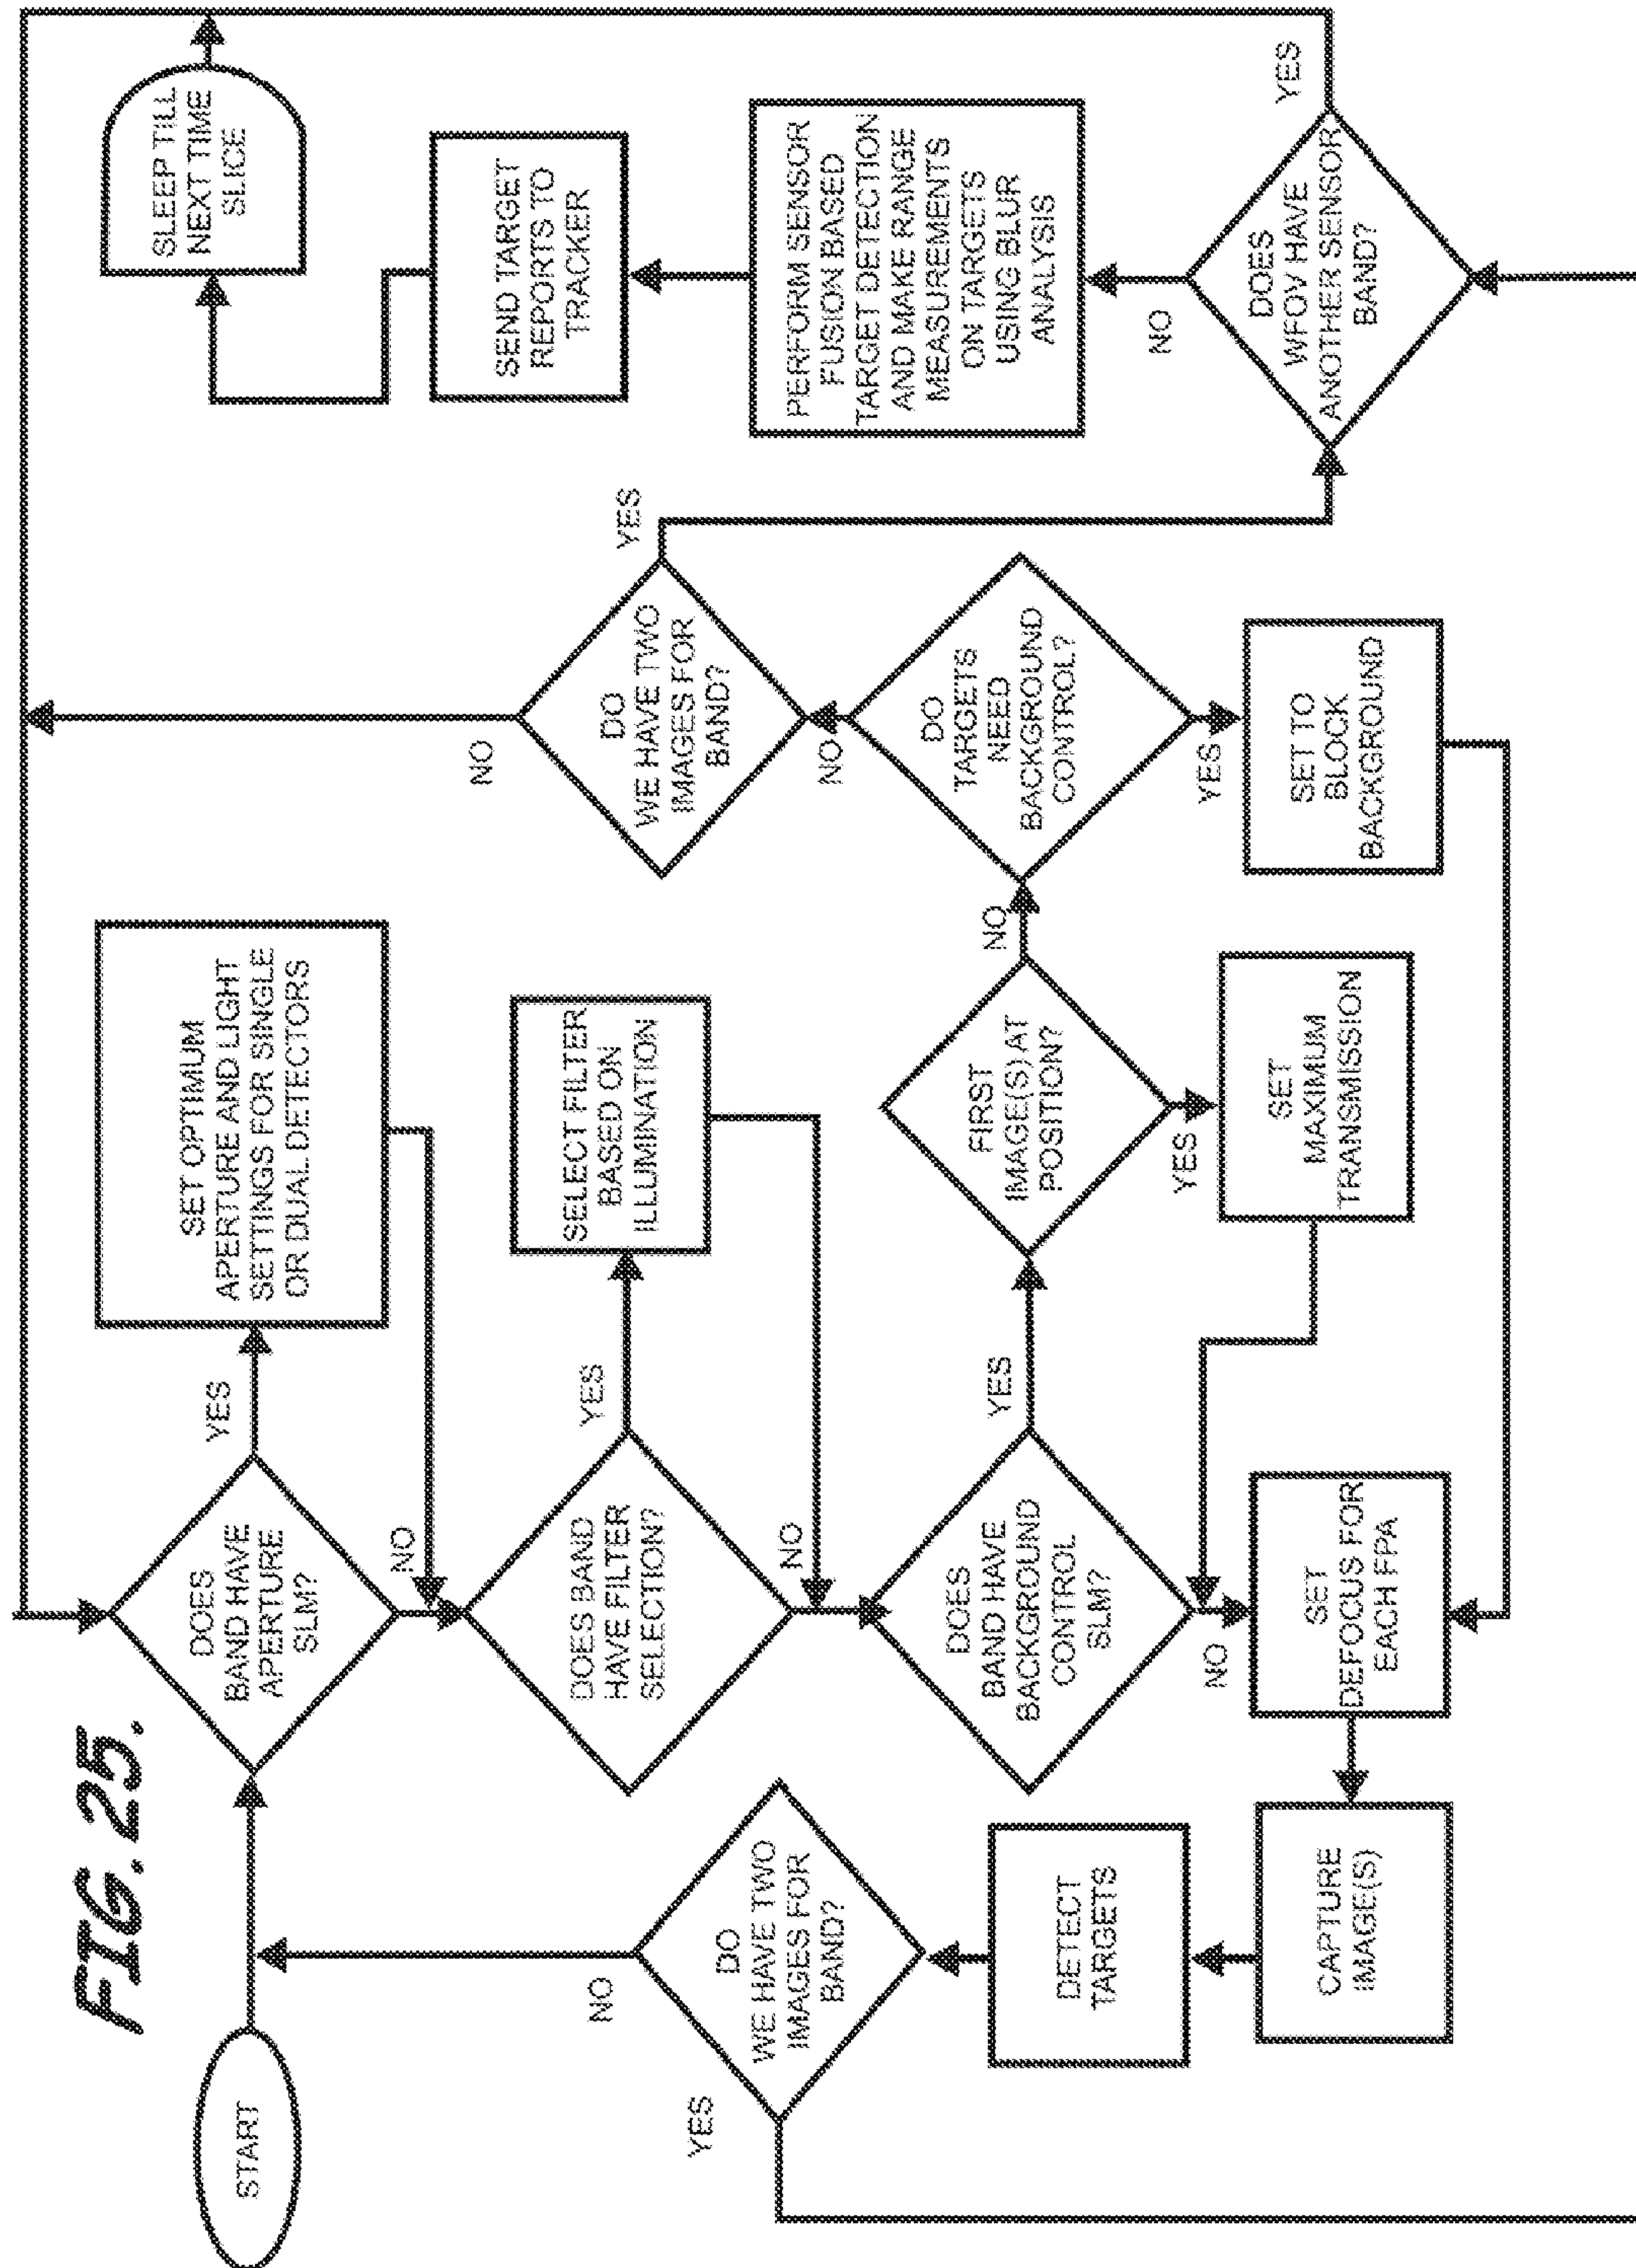 FIG. 25.
START
DOES
BAND HAVE
APERTURE
SLM?
YES
NO
SET OPTIMUM
APERTURE AND LIGHT
SETTINGS FOR SINGLE
OR DUAL DETECTORS
DOES BAND
HAVE FILTER
SELECTION?
YES
NO
SELECT FILTER
BASED ON
ILLUMINATION
DOES
BAND HAVE
BACKGROUND
CONTROL
SLM?
YES
NO
FIRST
IMAGE(S) AT
POSITION?
NO
YES
SET
MAXIMUM
TRANSMISSION
DO
TARGETS
NEED
BACKGROUND
CONTROL?
NO
YES
SET TO
BLOCK
BACKGROUND
DO
WE HAVE TWO
IMAGES FOR
BAND?
NO
YES
SET
DEFOCUS FOR
EACH FPA
CAPTURE
IMAGE(S)
DETECT
TARGETS
DO
WE HAVE TWO
IMAGES FOR
BAND?
NO
YES
DOES
WFOV HAVE
ANOTHER SENSOR
BAND?
YES
NO
PERFORM SENSOR
FUSION BASED
TARGET DETECTION
AND MAKE RANGE
MEASUREMENTS
ON TARGETS
USING BLUR
ANALYSIS
SEND TARGET
REPORTS TO
TRACKER
SLEEP TILL
NEXT TIME
SLICE